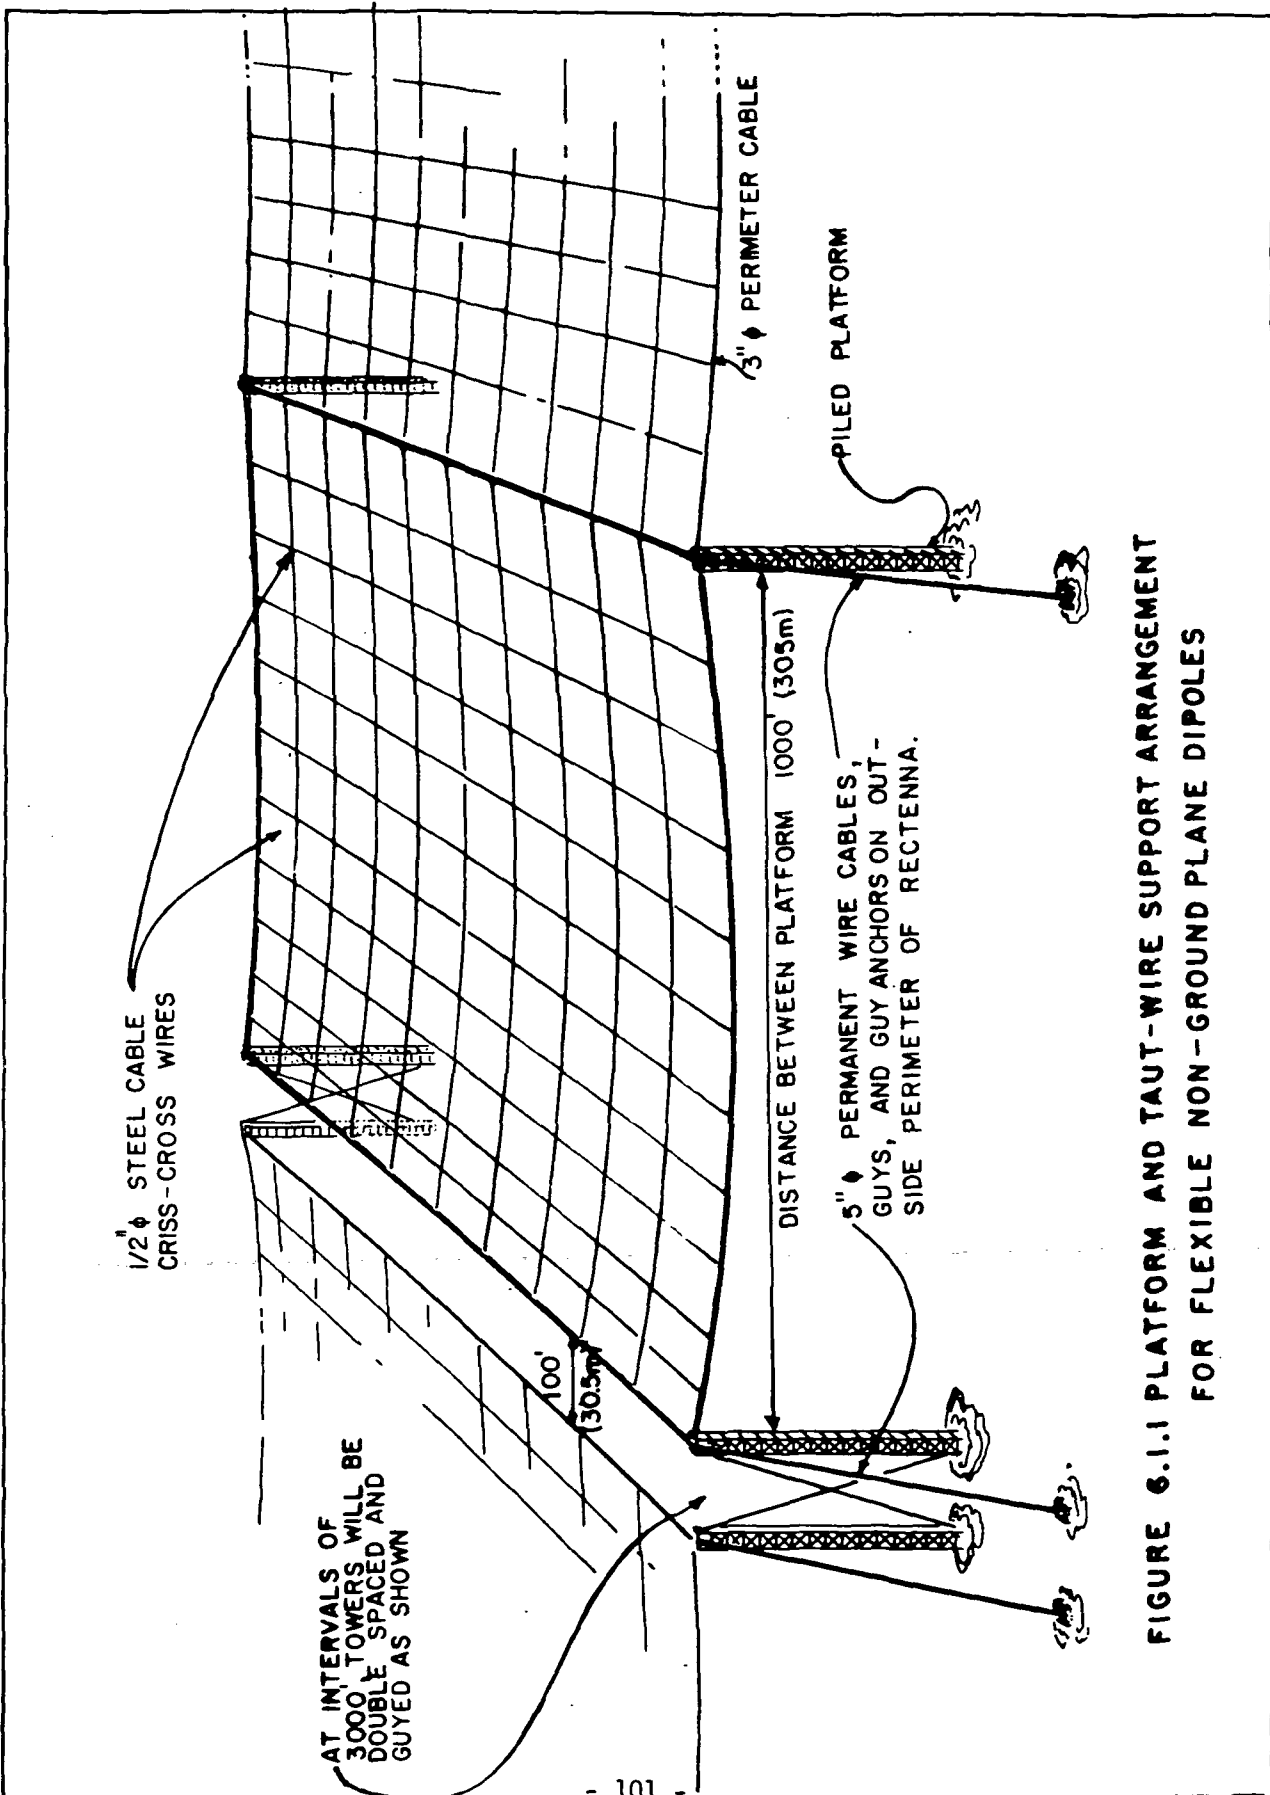 1/2" ϕ STEEL CABLE
CRISS-CROSS WIRES
AT INTERVALS OF
3000' TOWERS WILL BE
DOUBLE SPACED AND
GUYED AS SHOWN
100'
(30.5m)
3" ϕ PERIMETER CABLE
PILED PLATFORM
DISTANCE BETWEEN PLATFORM 1000' (305m)
5" ϕ PERMANENT WIRE CABLES,
GUYS, AND GUY ANCHORS ON OUT-
SIDE PERIMETER OF RECTENNA.
FIGURE 6.1.1 PLATFORM AND TAUT-WIRE SUPPORT ARRANGEMENT
FOR FLEXIBLE NON-GROUND PLANE DIPOLES
- 101 -